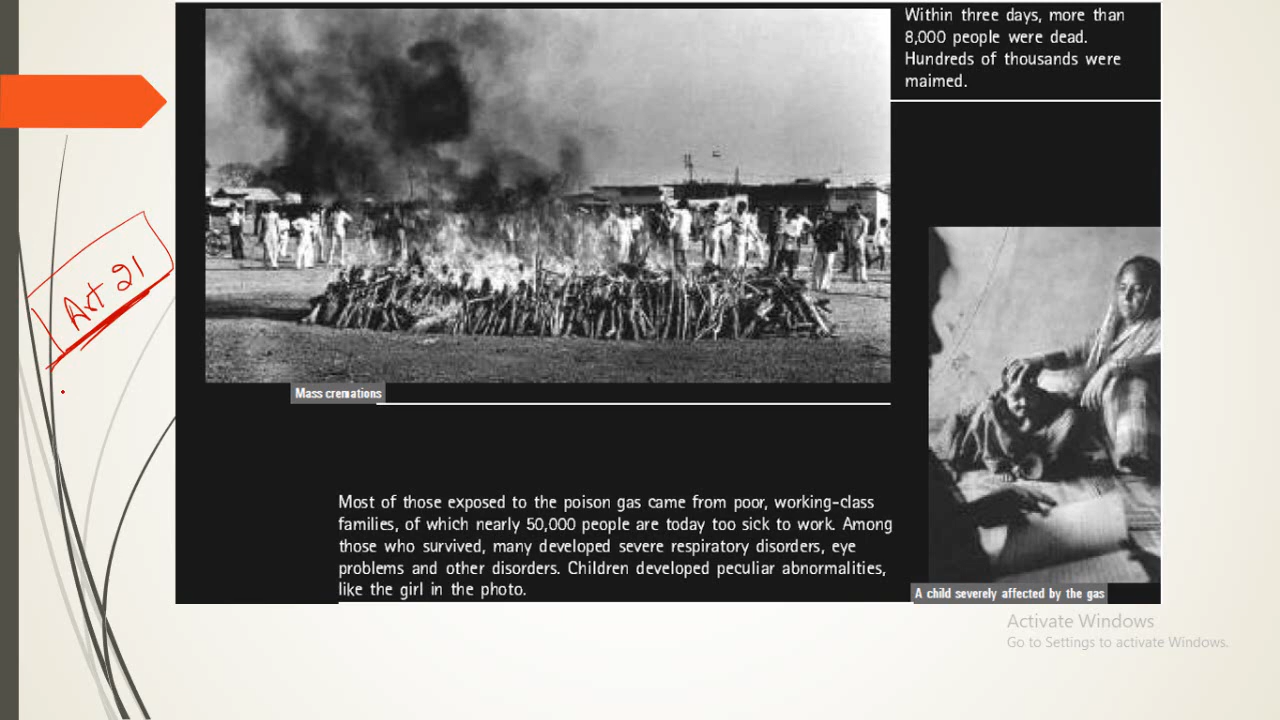 Within three days, more than
8,000 people were dead.
Hundreds of thousands were
maimed.
Art 21
Mass cremations
Most of those exposed to the poison gas came from poor, working-class
families, of which nearly 50,000 people are today too sick to work. Among
those who survived, many developed severe respiratory disorders, eye
problems and other disorders. Children developed peculiar abnormalities,
like the girl in the photo.
A child severely affected by the gas
Activate Windows
Go to Settings to activate Windows.